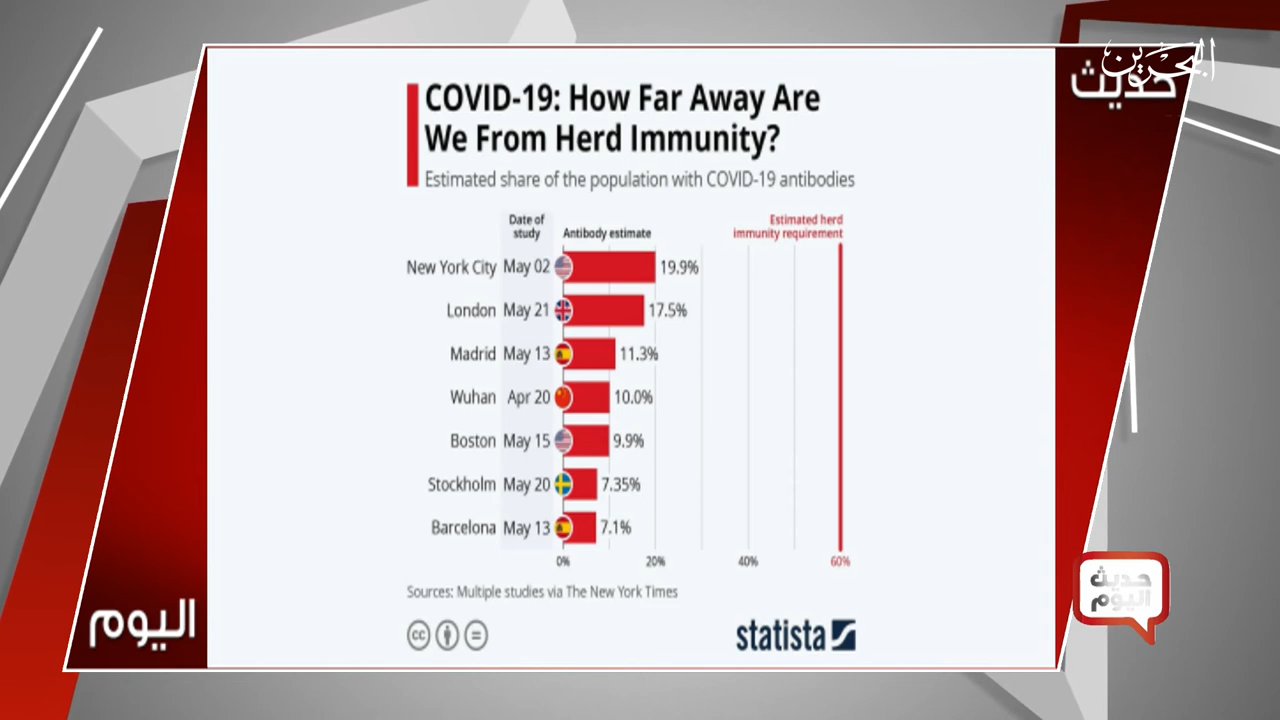 البحرين
حديث
COVID-19: How Far Away Are
We From Herd Immunity?
Estimated share of the population with COVID-19 antibodies
Date of study
Antibody estimate
Estimated herd immunity requirement
New York City May 02 19.9%
London May 21 17.5%
Madrid May 13 11.3%
Wuhan Apr 20 10.0%
Boston May 15 9.9%
Stockholm May 20 7.35%
Barcelona May 13 7.1%
0% 20% 40% 60%
Sources: Multiple studies via The New York Times
cc =
statista
اليوم
حديث
اليوم